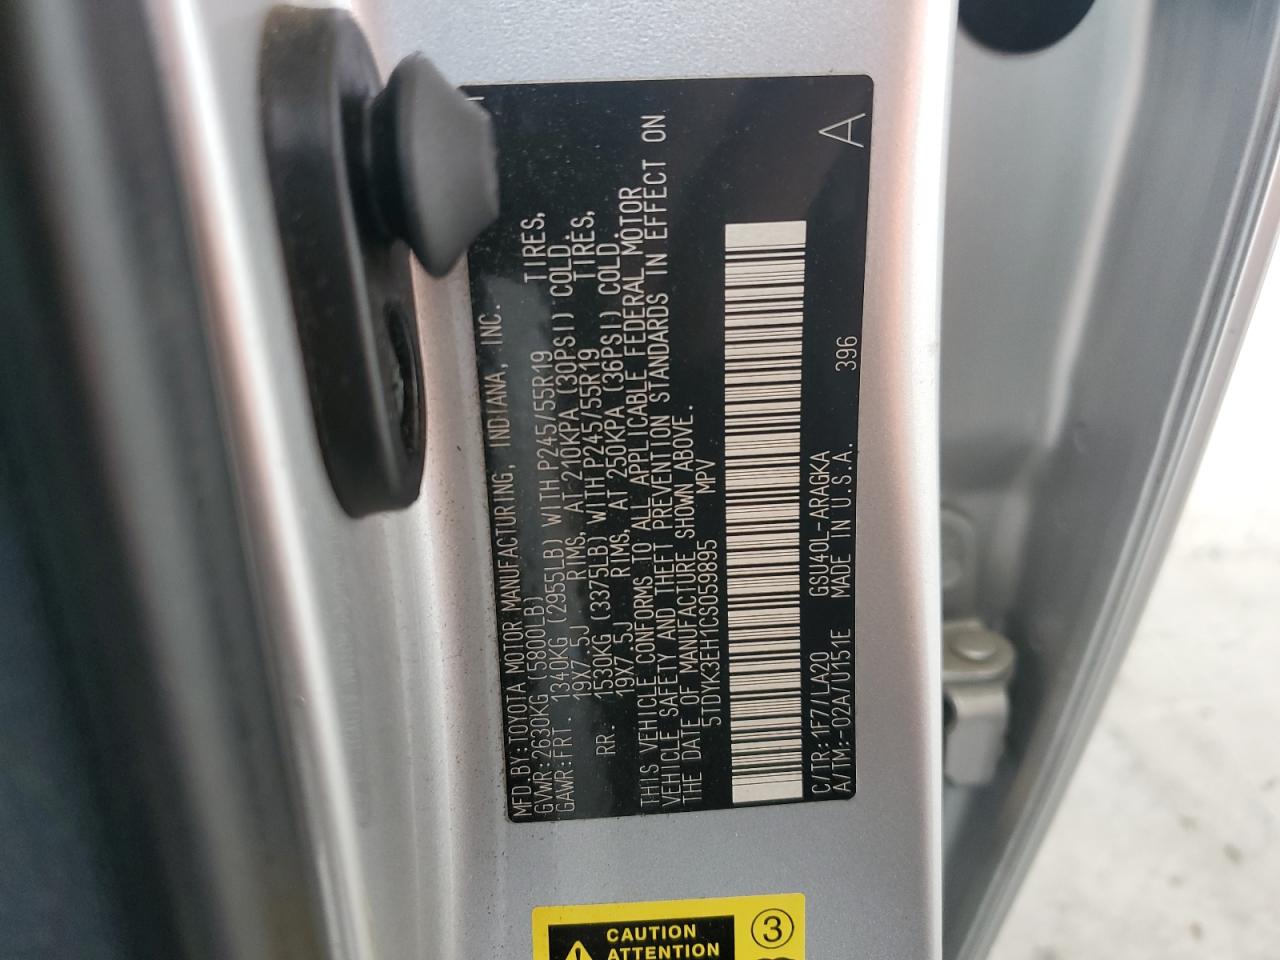 MFD.BY:TOYOTA MOTOR MANUFACTURING, INDIANA, INC.
GVWR:2630KG (5800LB)
GAWR:FRT. 1340KG (2955LB) WITH P245/55R19 TIRES,
19X7.5J RIMS, AT 210KPA (30PSI) COLD.
RR. 1530KG (3375LB) WITH P245/55R19 TIRES,
19X7.5J RIMS, AT 250KPA (36PSI) COLD.
THIS VEHICLE CONFORMS TO ALL APPLICABLE FEDERAL MOTOR
VEHICLE SAFETY AND THEFT PREVENTION STANDARDS IN EFFECT ON
THE DATE OF MANUFACTURE SHOWN ABOVE.
5TDYK3EH1CS059895 MPV
C/TR:1F7/LA20 GSU40L-ARAGKA 396 A
A/TM:-02A/U151E MADE IN U.S.A.
CAUTION
ATTENTION
3